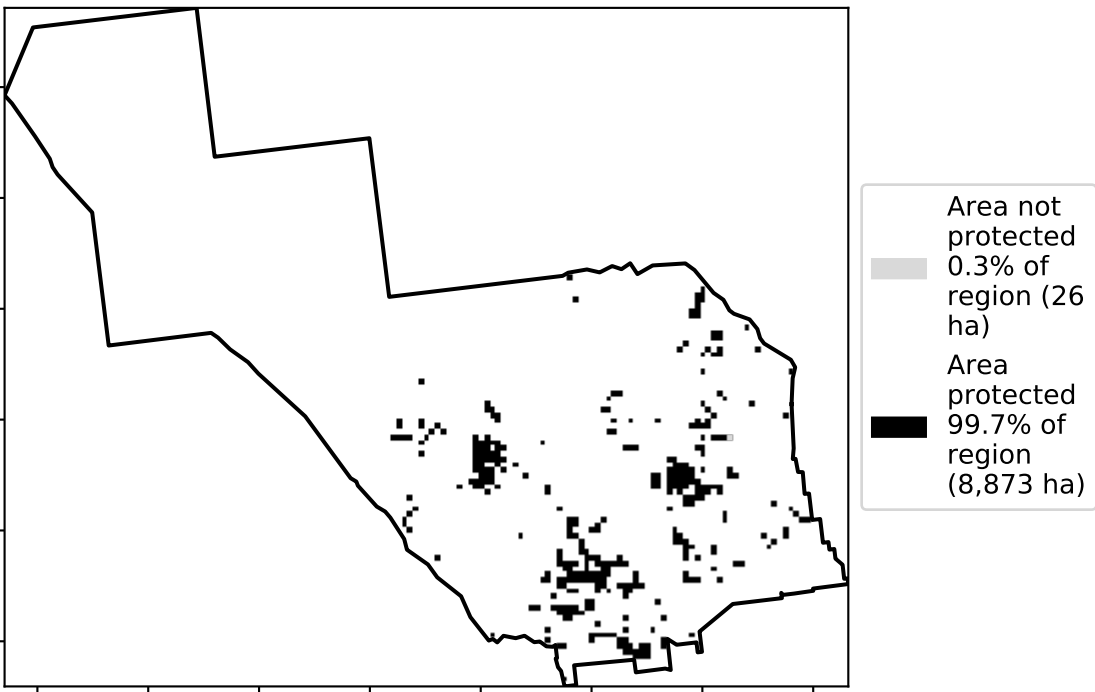 Area not
protected
0.3% of
region (26
ha)
Area
protected
99.7% of
region
(8,873 ha)